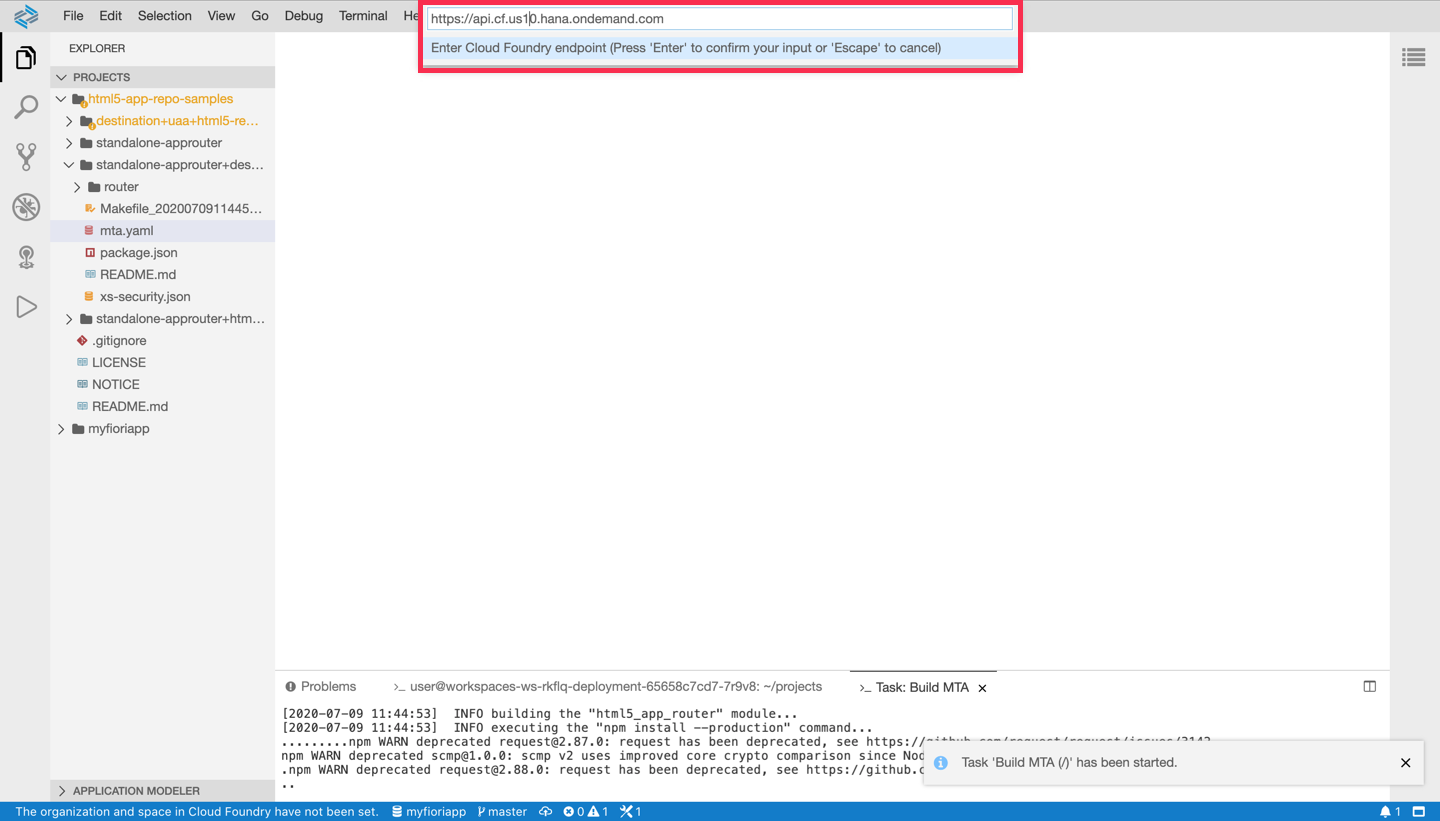 File Edit Selection View Go Debug Terminal He
https://api.cf.us10.hana.ondemand.com
Enter Cloud Foundry endpoint (Press 'Enter' to confirm your input or 'Escape' to cancel)
EXPLORER
PROJECTS
html5-app-repo-samples
destination+uaa+html5-re...
standalone-approuter
standalone-approuter+des...
router
Makefile_2020070911445...
mta.yaml
package.json
README.md
xs-security.json
standalone-approuter+htm...
.gitignore
LICENSE
NOTICE
README.md
myfioriapp
APPLICATION MODELER
Problems >_ user@workspaces-ws-rkflq-deployment-65658c7cd7-7r9v8: ~/projects >_ Task: Build MTA
[2020-07-09 11:44:53]  INFO building the "html5_app_router" module...
[2020-07-09 11:44:53]  INFO executing the "npm install --production" command...
.........npm WARN deprecated request@2.87.0: request has been deprecated, see https://github.com/request/request/issues/3142
npm WARN deprecated scmp@1.0.0: scmp v2 uses improved core crypto comparison since Nod
.npm WARN deprecated request@2.88.0: request has been deprecated, see https://github.c
..
Task 'Build MTA (/)' has been started.
The organization and space in Cloud Foundry have not been set. myfioriapp master 0 1 1 1